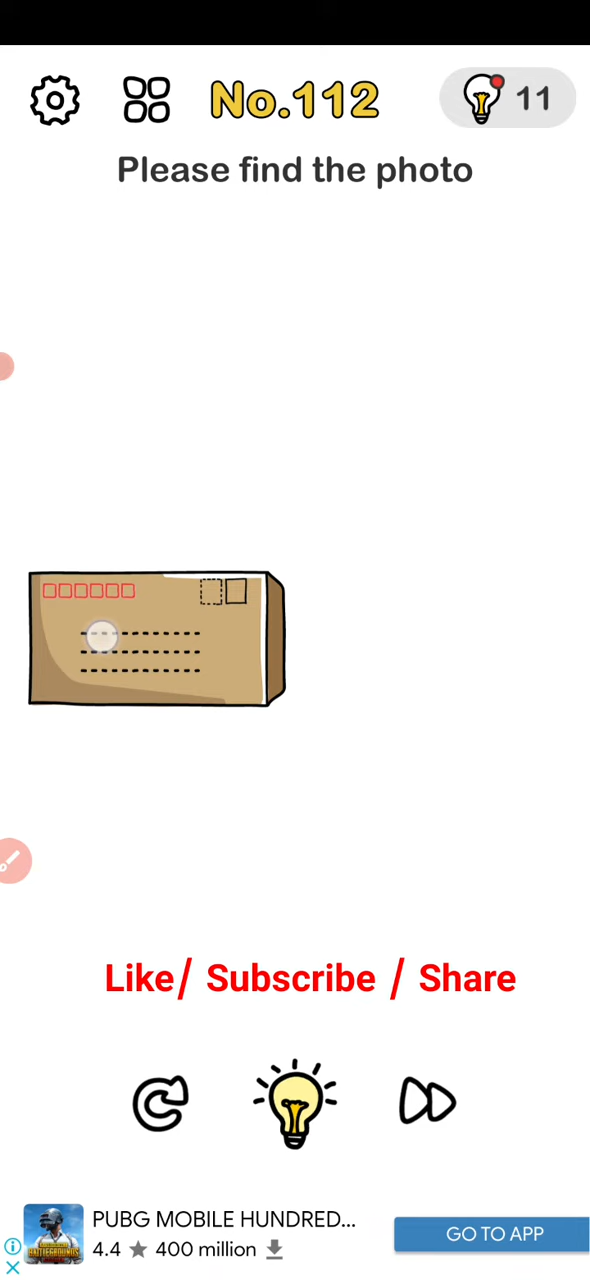 No.112
11
Please find the photo
Like/ Subscribe / Share
PUBG MOBILE HUNDRED...
4.4 ★ 400 million
GO TO APP